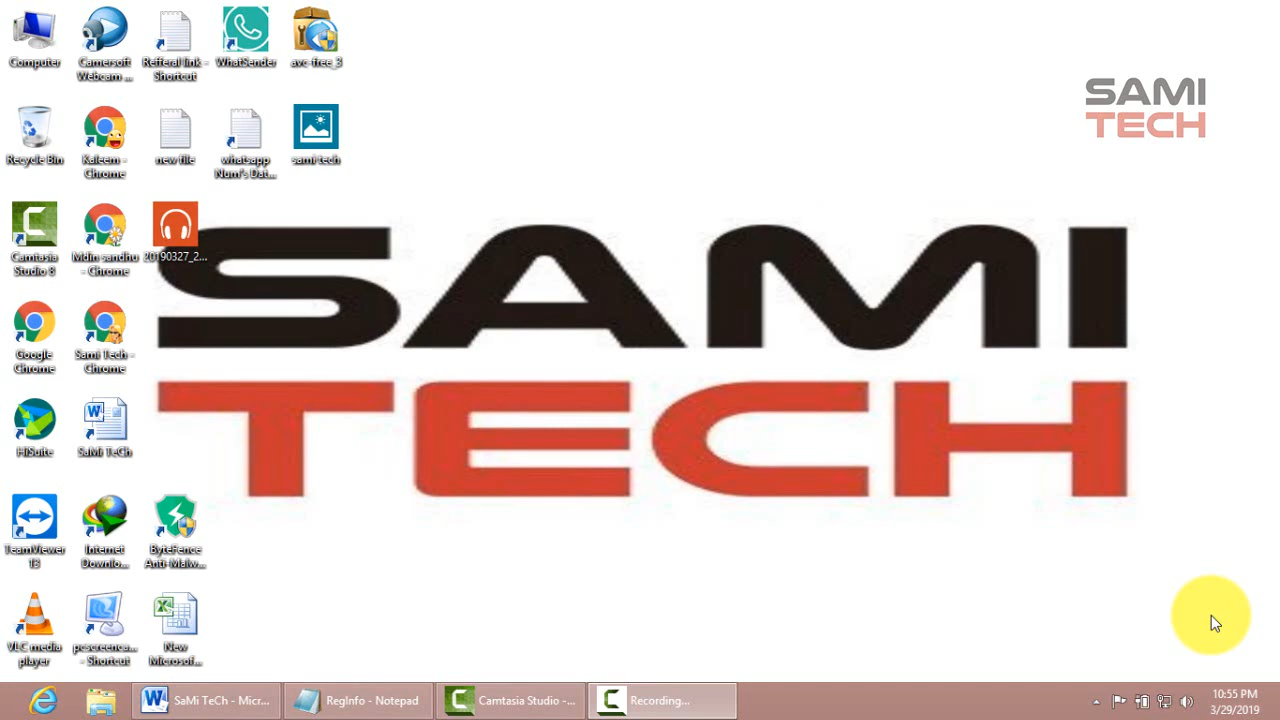 Computer
Camersoft
Webcam ...
Refferal link -
Shortcut
WhatSender
avc-free_3
SAMI
TECH
Recycle Bin
Kaleem -
Chrome
new file
whatsapp
Num's Dat...
sami tech
Camtasia
Studio 8
Mdin sandhu
- Chrome
20190327_2...
SAMI
TECH
Google
Chrome
Sami Tech -
Chrome
HiSuite
SaMi TeCh
TeamViewer
13
Internet
Downlo...
ByteFence
Anti-Malw...
VLC media
player
pcscreenca...
- Shortcut
New
Microsof...
SaMi TeCh - Micr...
RegInfo - Notepad
Camtasia Studio -...
Recording...
10:55 PM
3/29/2019